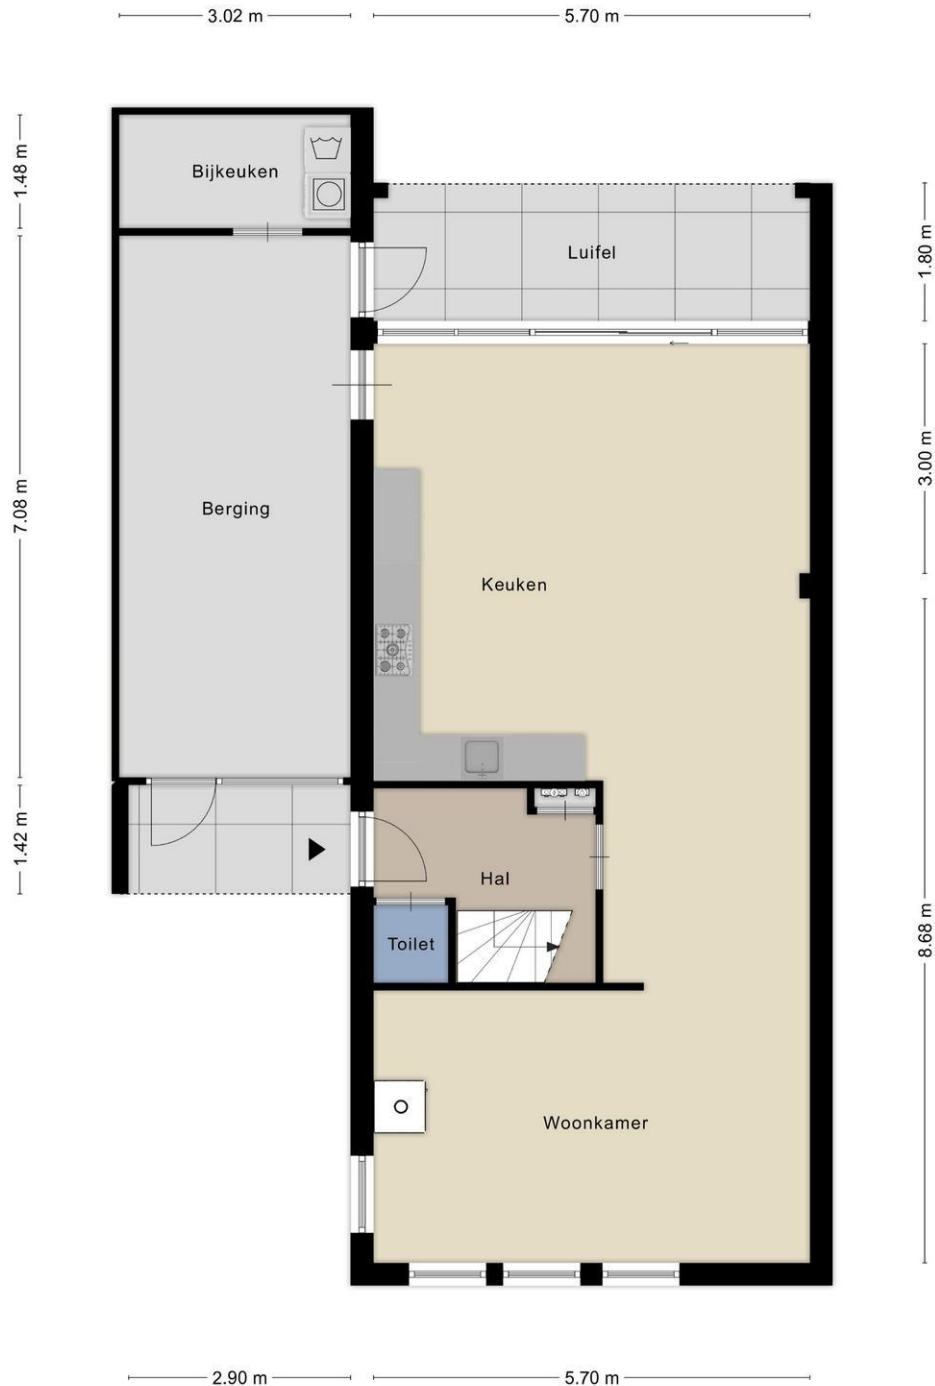 3.02 m
5.70 m
1.48 m
Bijkeuken
Luifel
1.80 m
3.00 m
7.08 m
Berging
Keuken
1.42 m
Hal
Toilet
8.68 m
Woonkamer
2.90 m
5.70 m